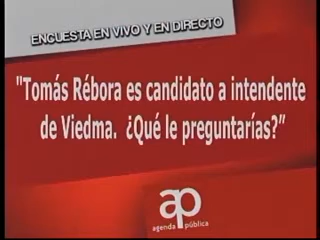 ENCUESTA EN VIVO Y EN DIRECTO
"Tomás Rébora es candidato a intendente
de Viedma. ¿Qué le preguntarías?”
ap
agenda pública